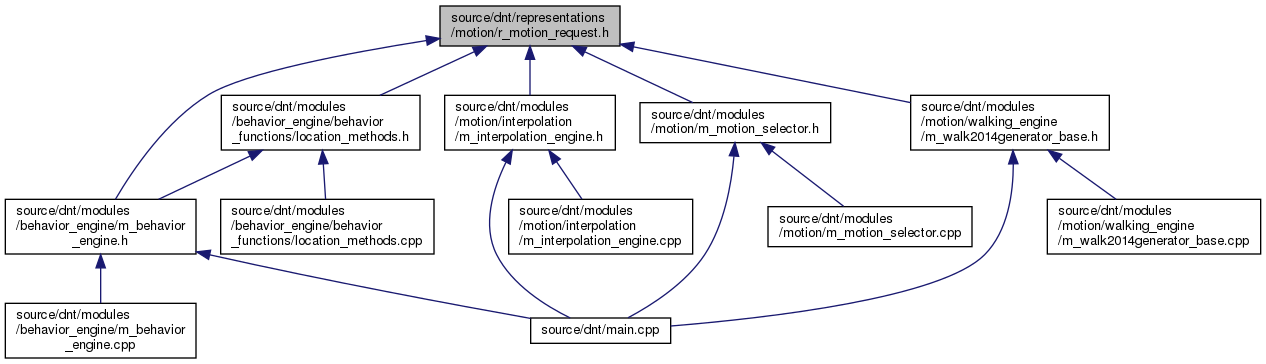 source/dnt/representations
/motion/r_motion_request.h
source/dnt/modules
/behavior_engine/behavior
_functions/location_methods.h
source/dnt/modules
/motion/interpolation
/m_interpolation_engine.h
source/dnt/modules
/motion/m_motion_selector.h
source/dnt/modules
/motion/walking_engine
/m_walk2014generator_base.h
source/dnt/modules
/behavior_engine/m_behavior
_engine.h
source/dnt/modules
/behavior_engine/behavior
_functions/location_methods.cpp
source/dnt/modules
/motion/interpolation
/m_interpolation_engine.cpp
source/dnt/modules
/motion/m_motion_selector.cpp
source/dnt/modules
/motion/walking_engine
/m_walk2014generator_base.cpp
source/dnt/modules
/behavior_engine/m_behavior
_engine.cpp
source/dnt/main.cpp